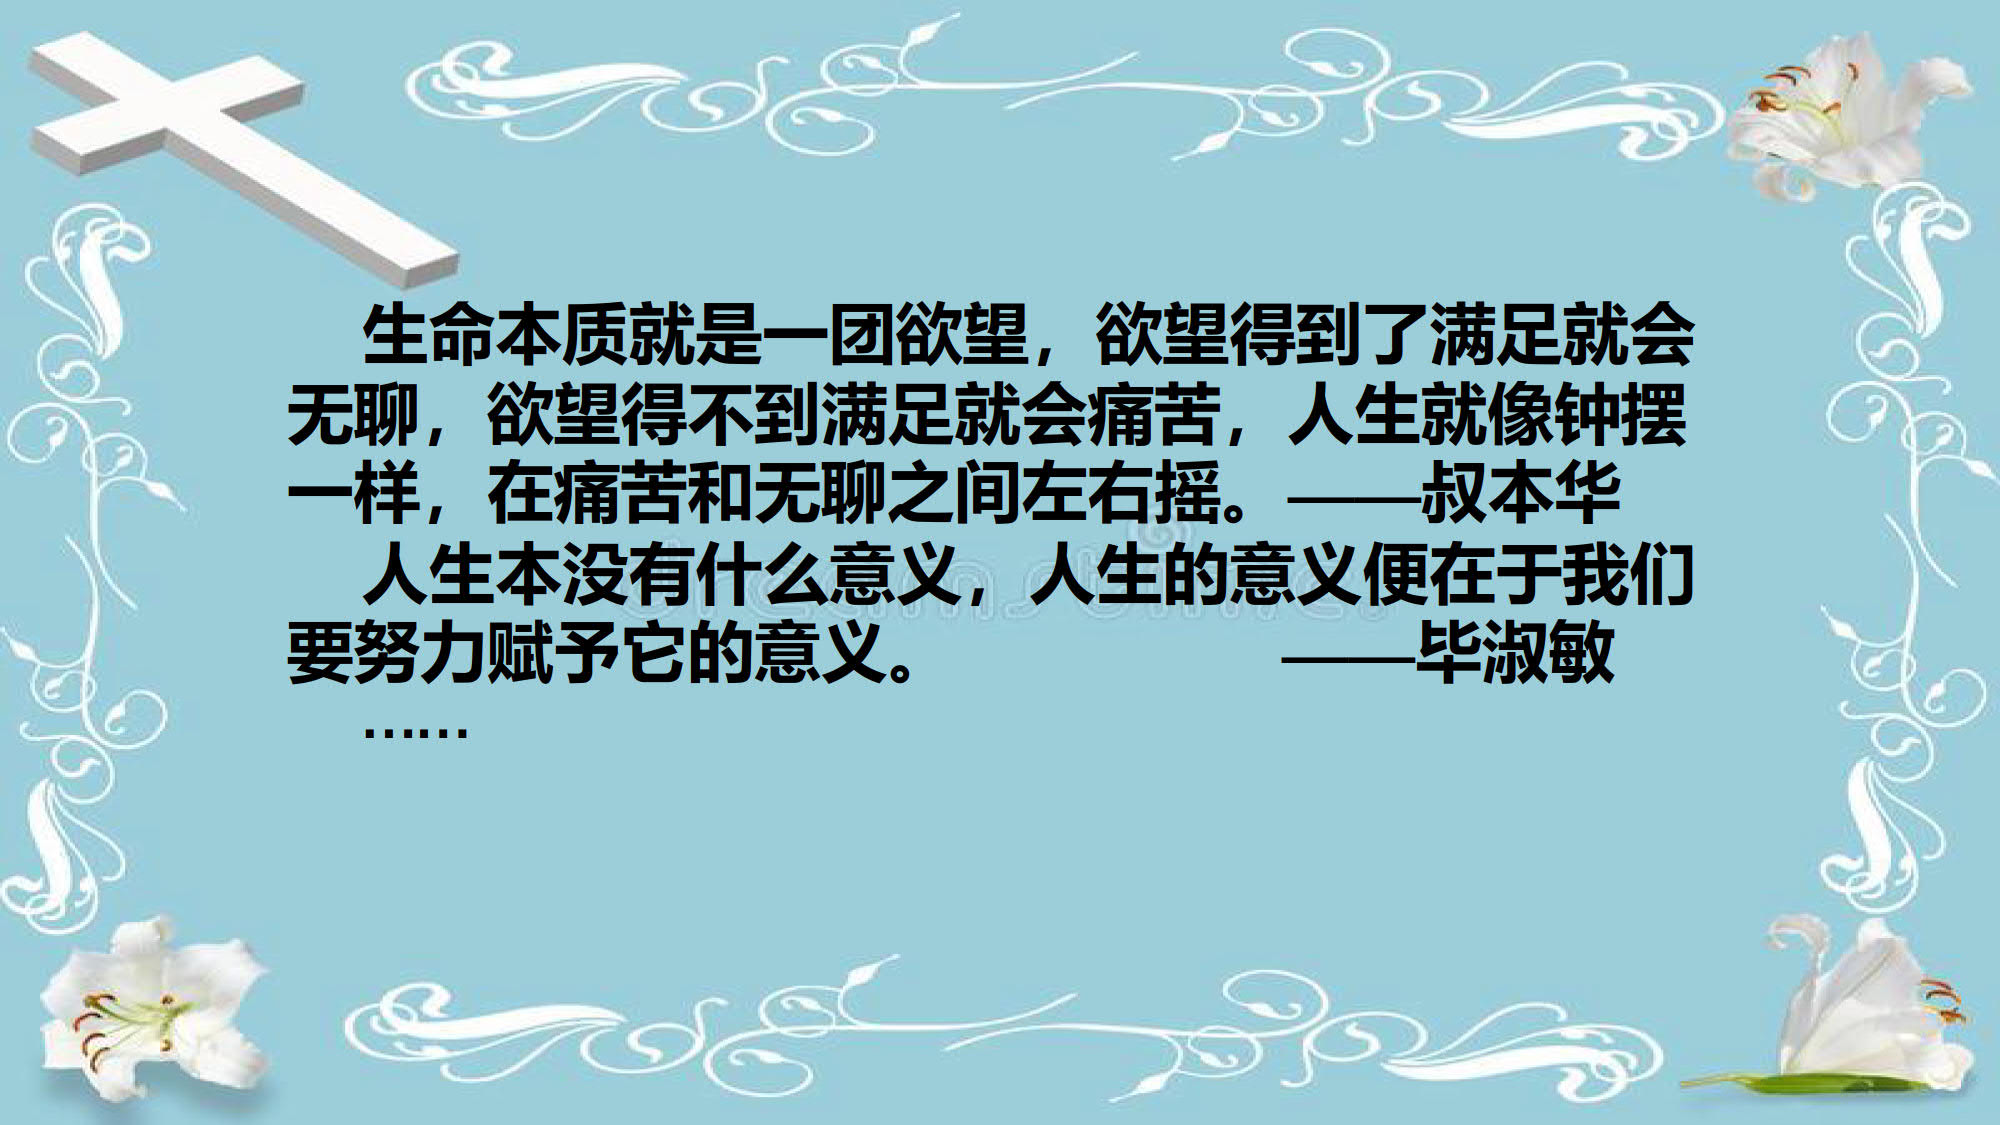 生命本质就是一团欲望，欲望得到了满足就会
无聊，欲望得不到满足就会痛苦，人生就像钟摆
一样，在痛苦和无聊之间左右摇。——叔本华
人生本没有什么意义，人生的意义便在于我们
要努力赋予它的意义。 ——毕淑敏
……